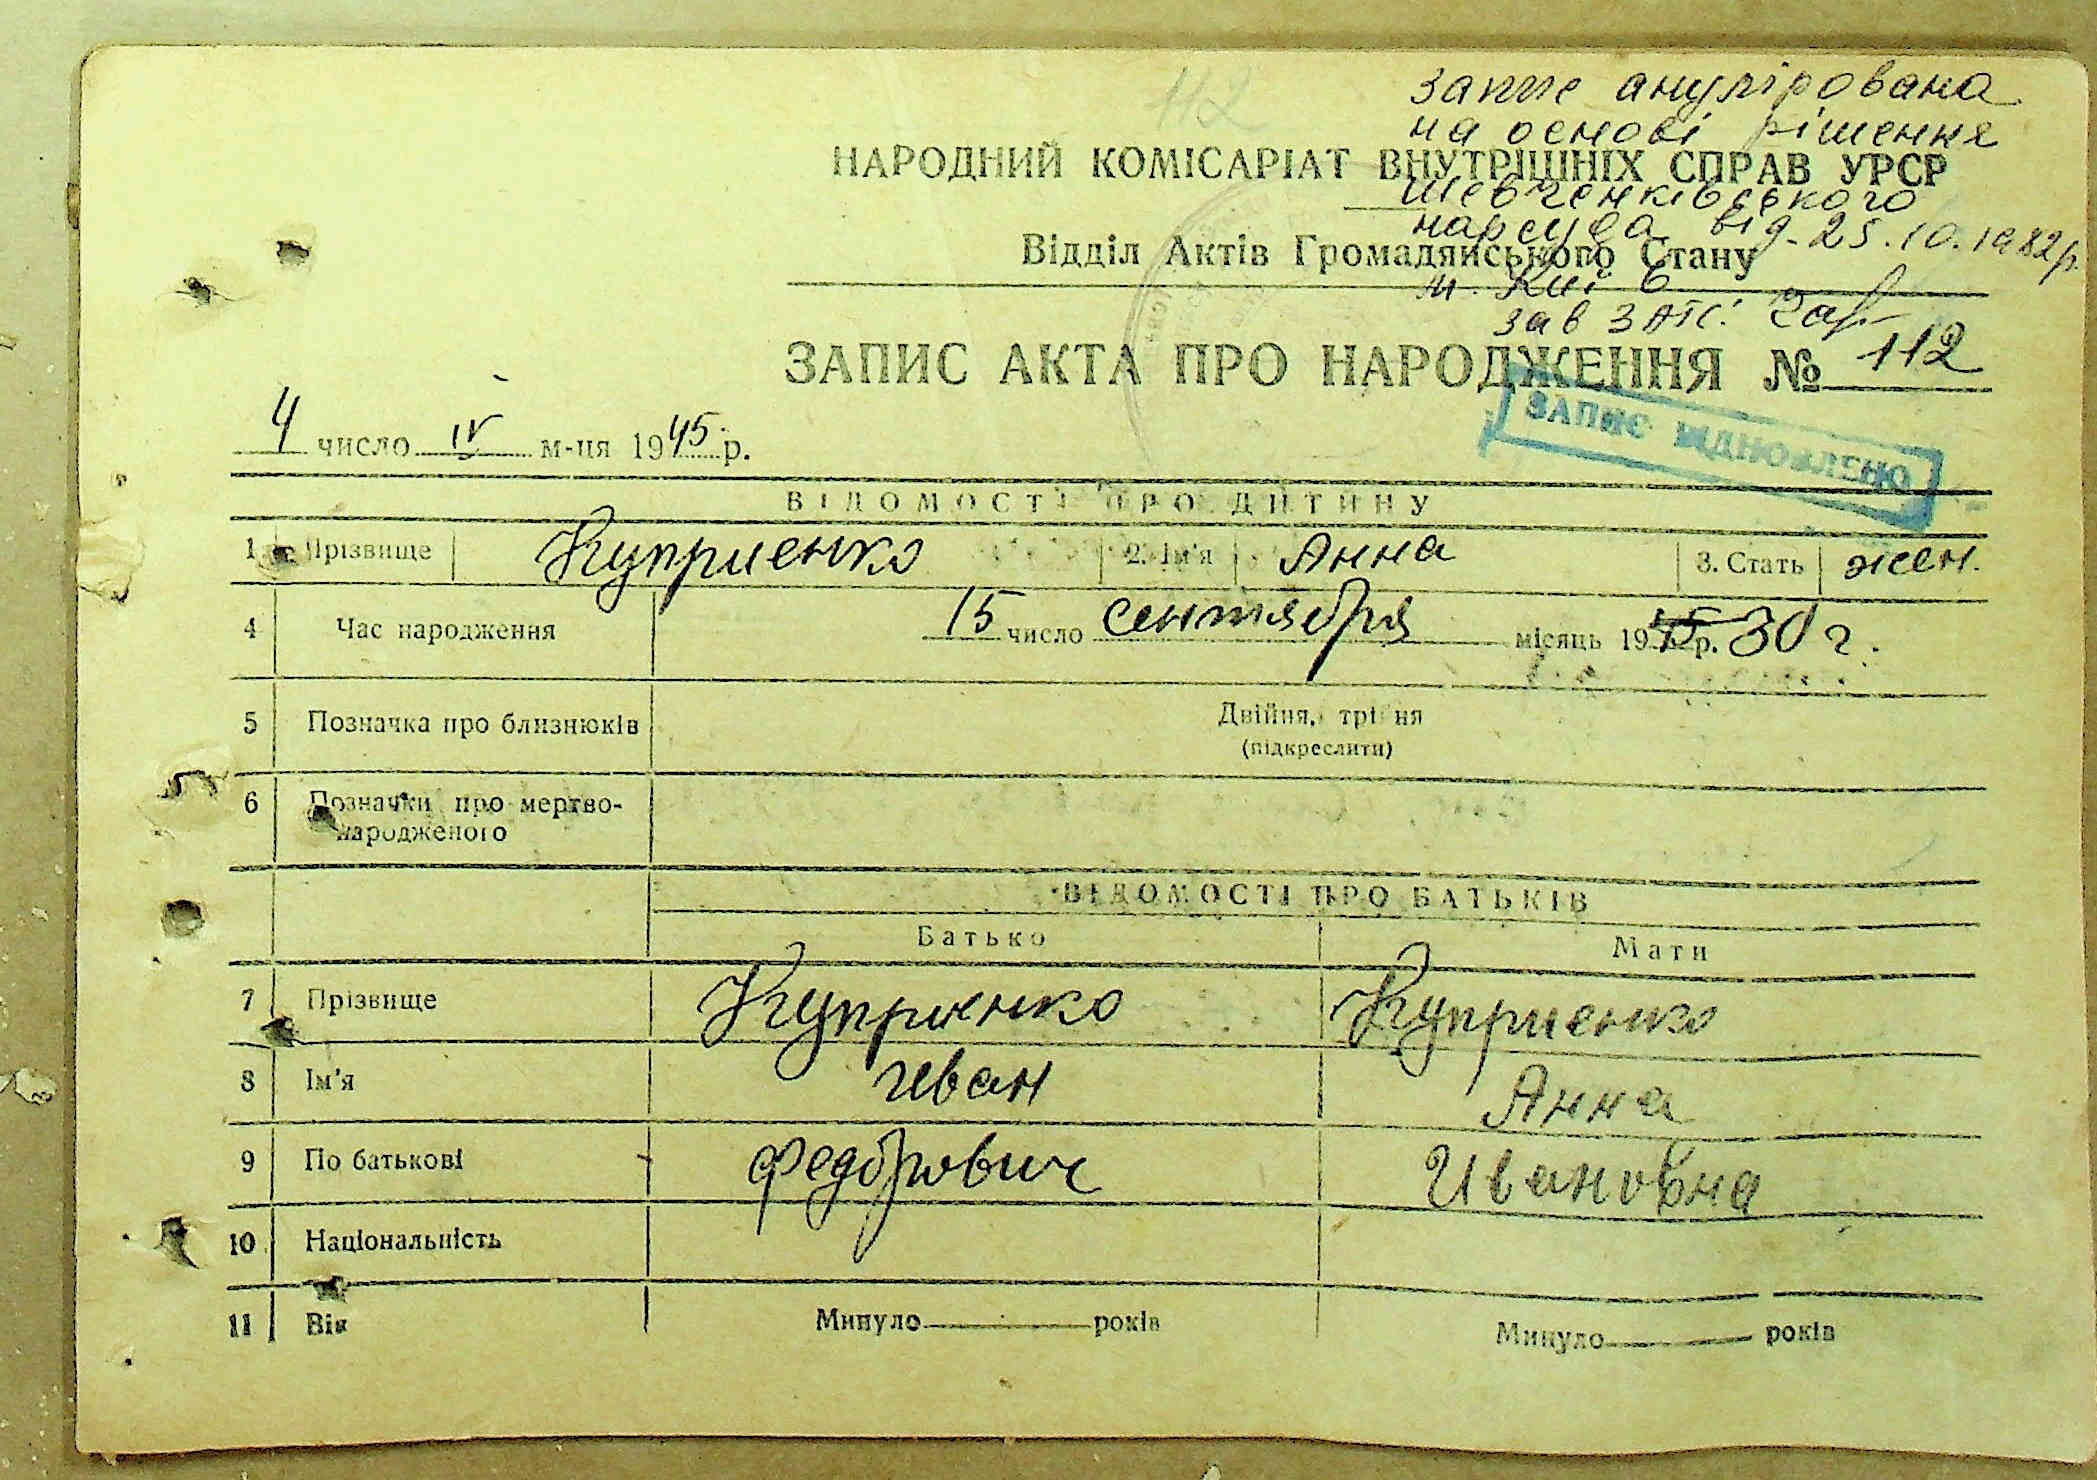 112
запис анулірована
на основі рішення
НАРОДНИЙ КОМІСАРІАТ ВНУТРІШНІХ СПРАВ УРСР
Шевченківського
нарсуда від. 25.10.1982р.
Відділ Актів Громадянського Стану
м. Київ
зав ЗАГС.
ЗАПИС АКТА ПРО НАРОДЖЕННЯ № 112
ЗАПИС ВІДНОВЛЕНО
4 число IV м-ця 1945 р.
ВІДОМОСТІ ПРО ДИТИНУ
1 Прізвище Куприенко 2. Ім'я Анна 3. Стать жен.
4 Час народження 15 число сентября місяць 1945 р. 30 г.
5 Позначка про близнюків Двійня, трійня
(підкреслити)
6 Позначки про мертво-
народженого
ВІДОМОСТІ ПРО БАТЬКІВ
Батько Мати
7 Прізвище Куприенко Куприенко
8 Ім'я Иван Анна
9 По батькові Федорович Ивановна
10 Національність
11 Вік Минуло років Минуло років